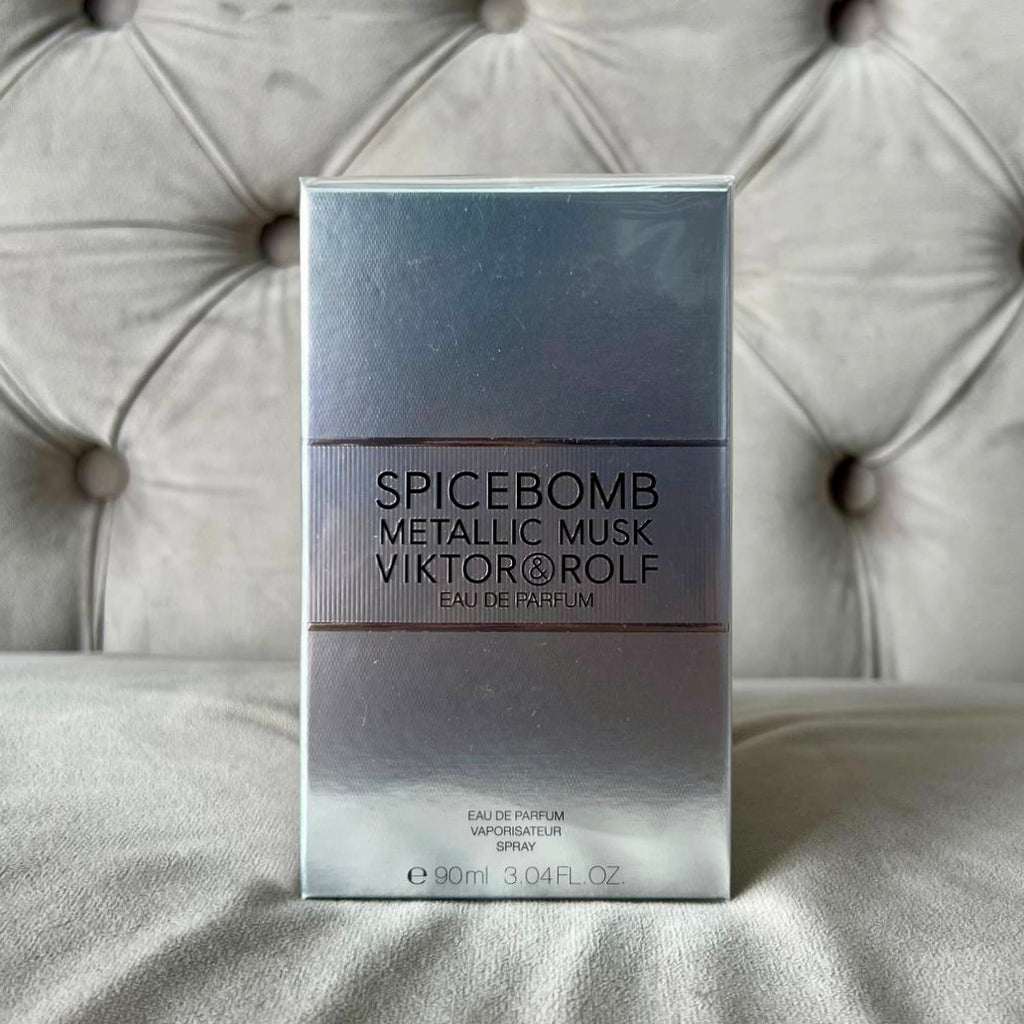 SPICEBOMB
METALLIC MUSK
VIKTOR&ROLF
EAU DE PARFUM
EAU DE PARFUM
VAPORISATEUR
SPRAY
℮ 90ml 3.04FL.OZ.